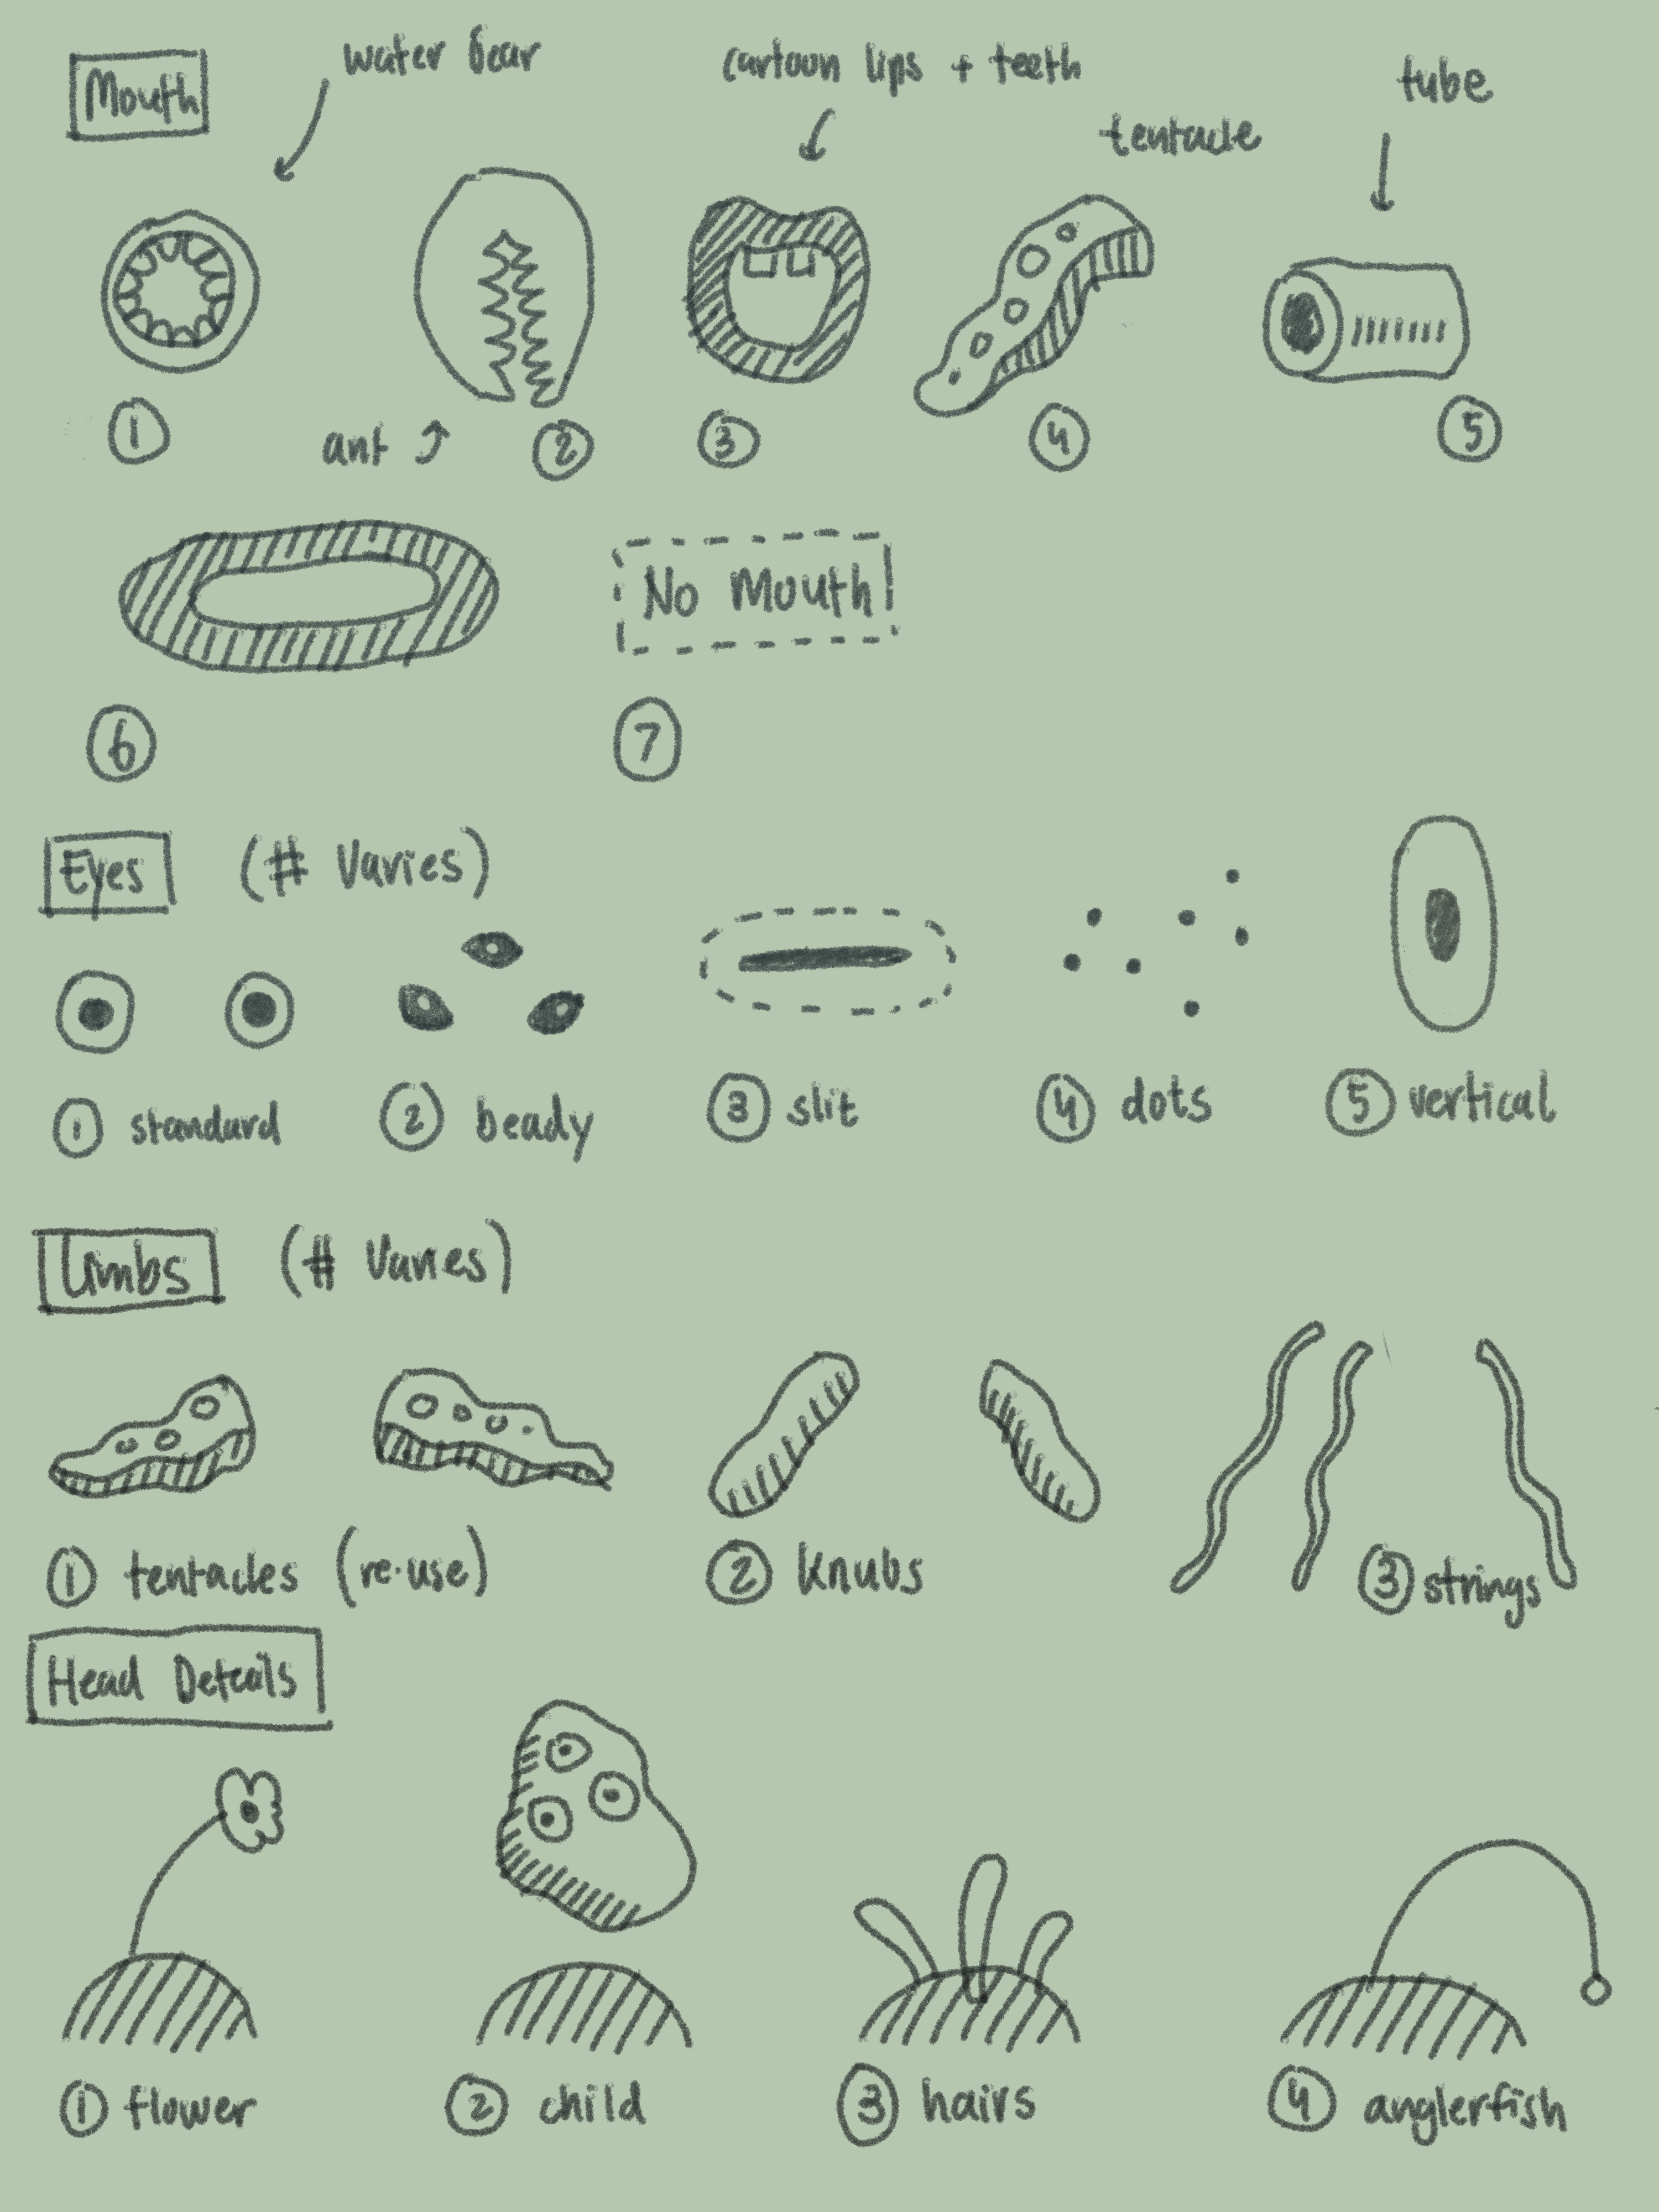 Mouth
water bear
cartoon lips + teeth
tentacle
tube
1
ant
2
3
4
5
No Mouth
6
7
Eyes (# Varies)
1 standard
2 beady
3 slit
4 dots
5 vertical
Limbs (# Varies)
1 tentacles (re-use)
2 knubs
3 strings
Head Details
1 flower
2 child
3 hairs
4 anglerfish